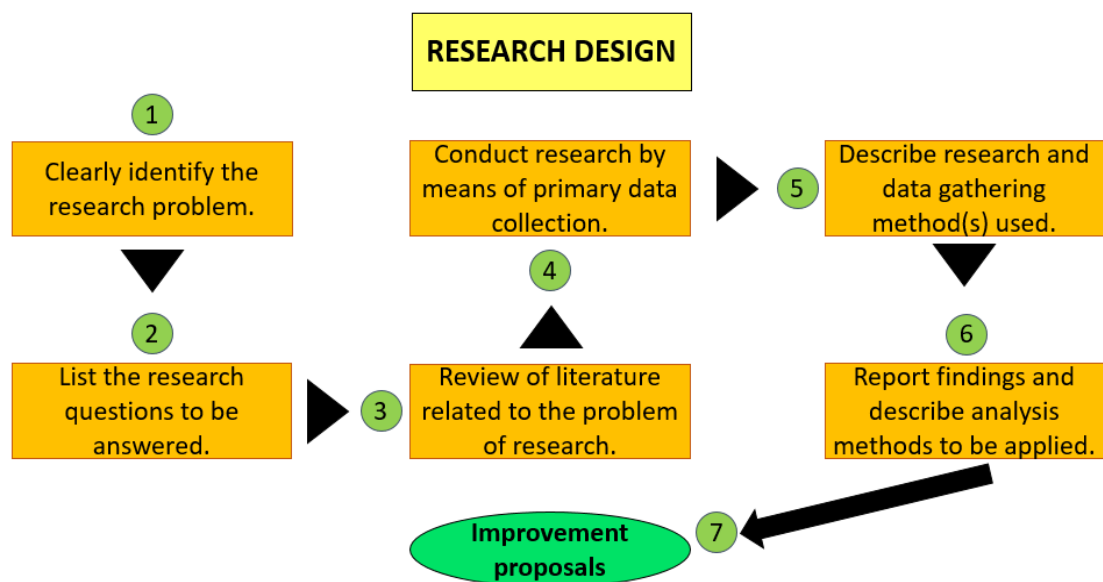 RESEARCH DESIGN
1
Clearly identify the
research problem.
2
List the research
questions to be
answered.
3
Review of literature
related to the problem
of research.
4
Conduct research by
means of primary data
collection.
5
Describe research and
data gathering
method(s) used.
6
Report findings and
describe analysis
methods to be applied.
7
Improvement
proposals